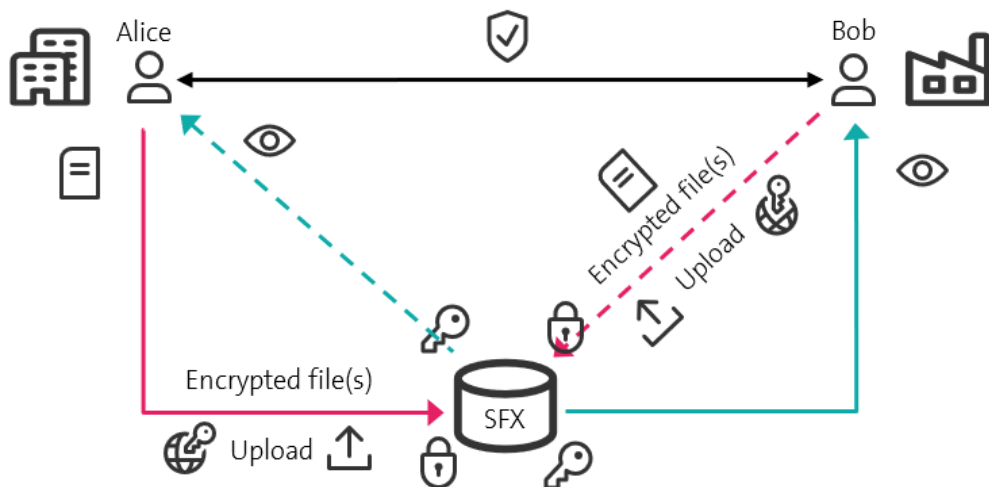 Alice
Bob
Encrypted file(s)
Upload
Encrypted file(s)
SFX
Upload